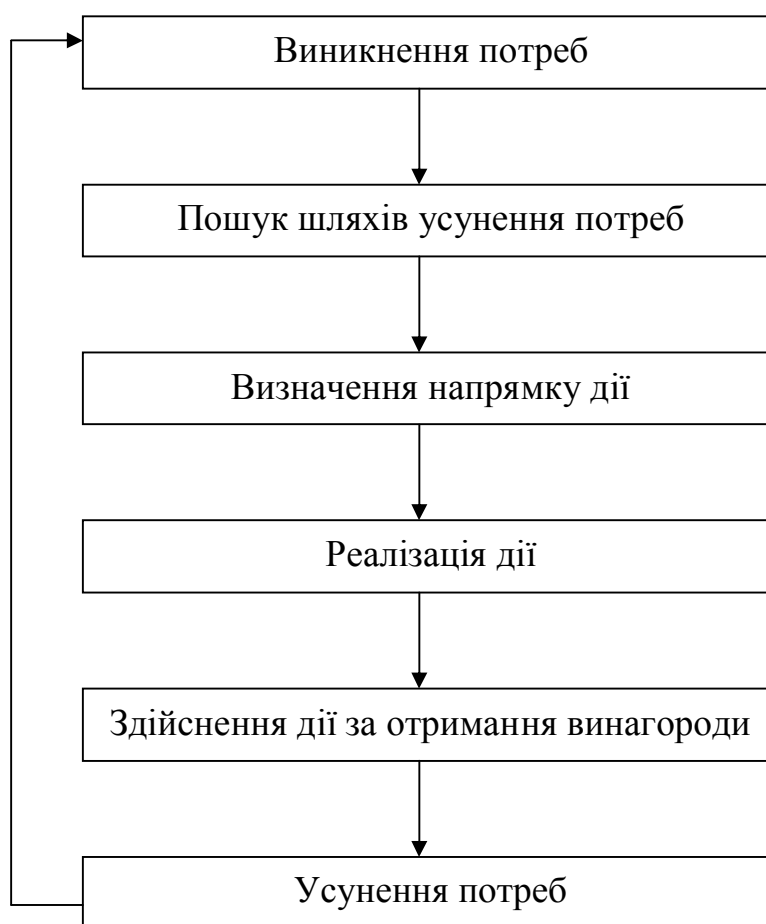 Виникнення потреб
Пошук шляхів усунення потреб
Визначення напрямку дії
Реалізація дії
Здійснення дії за отримання винагороди
Усунення потреб